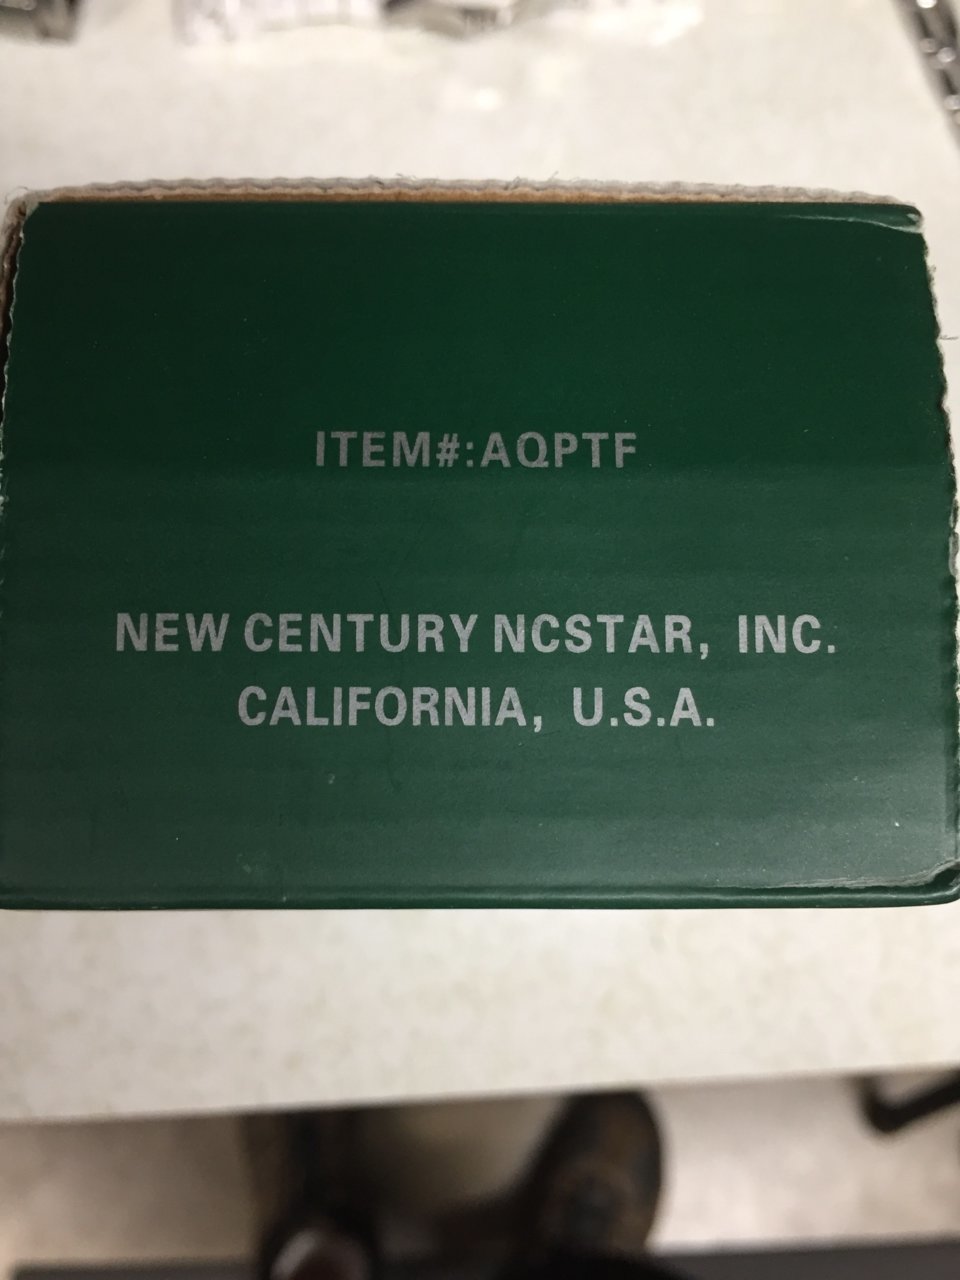 ITEM#:AQPTF
NEW CENTURY NCSTAR, INC.
CALIFORNIA, U.S.A.